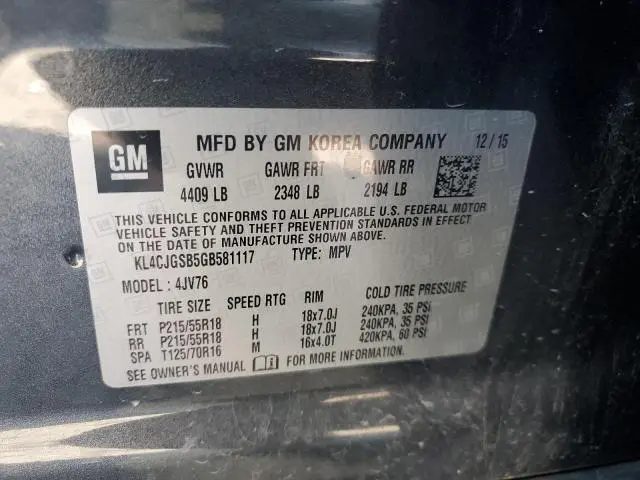 GM
MFD BY GM KOREA COMPANY 12/15
GVWR GAWR FRT GAWR RR
4409 LB 2348 LB 2194 LB
THIS VEHICLE CONFORMS TO ALL APPLICABLE U.S. FEDERAL MOTOR
VEHICLE SAFETY AND THEFT PREVENTION STANDARDS IN EFFECT
ON THE DATE OF MANUFACTURE SHOWN ABOVE.
KL4CJGSB5GB581117 TYPE: MPV
MODEL: 4JV76
TIRE SIZE SPEED RTG RIM COLD TIRE PRESSURE
FRT P215/55R18 H 18x7.0J 240KPA, 35 PSI
RR P215/55R18 H 18x7.0J 240KPA, 35 PSI
SPA T125/70R16 M 16x4.0T 420KPA, 60 PSI
SEE OWNER'S MANUAL FOR MORE INFORMATION